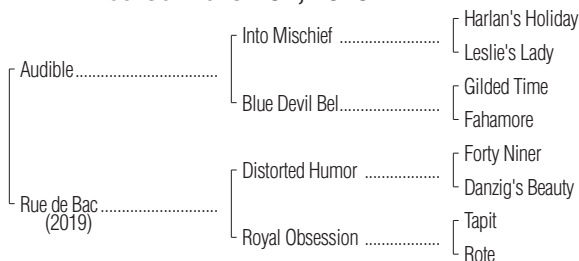 Harlan's Holiday
Into Mischief ....................
Leslie's Lady
Audible ............................
Gilded Time
Blue Devil Bel ....................
Fahamore
Forty Niner
Distorted Humor ...............
Danzig's Beauty
Rue de Bac .......................
(2019)
Tapit
Royal Obsession ...............
Rote